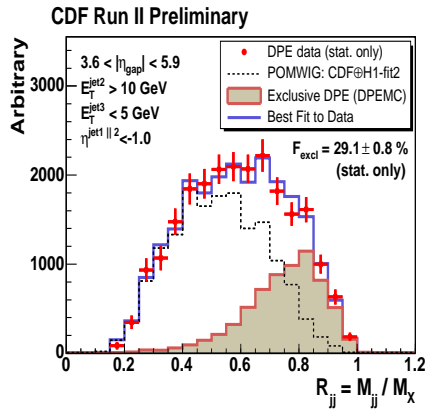 CDF Run II Preliminary
Arbitrary
3000
2000
1000
0
3.6 < |η_gap| < 5.9
E_T^jet2 > 10 GeV
E_T^jet3 < 5 GeV
η^jet1 || 2 <-1.0
DPE data (stat. only)
POMWIG: CDF⊕H1-fit2
Exclusive DPE (DPEMC)
Best Fit to Data
F_excl = 29.1 ± 0.8 %
(stat. only)
0 0.2 0.4 0.6 0.8 1 1.2
R_jj = M_jj / M_X